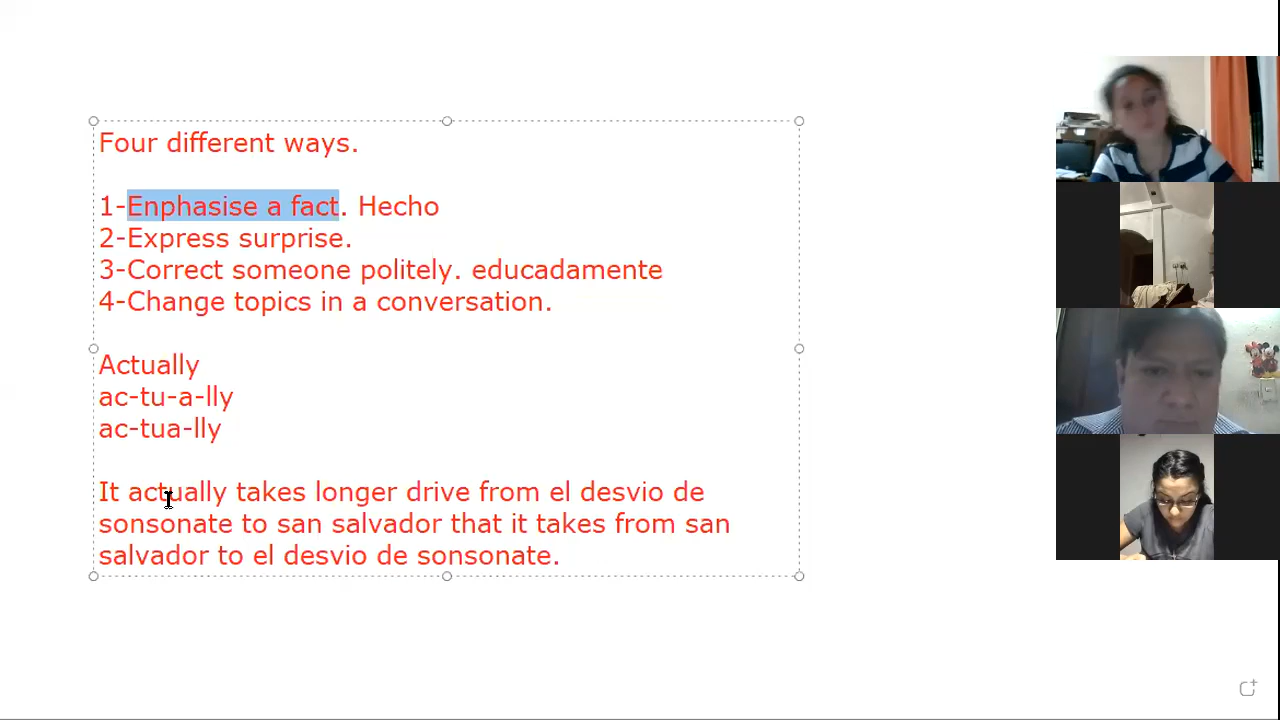 Four different ways.
1-Enphasise a fact. Hecho
2-Express surprise.
3-Correct someone politely. educadamente
4-Change topics in a conversation.
Actually
ac-tu-a-lly
ac-tua-lly
It actually takes longer drive from el desvio de
sonsonate to san salvador that it takes from san
salvador to el desvio de sonsonate.